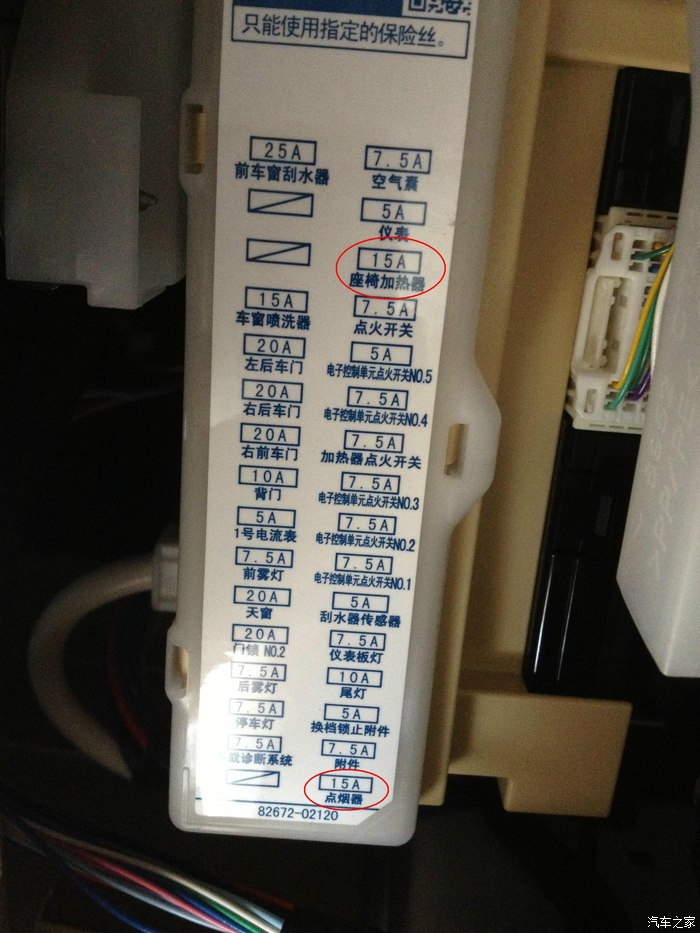 只能使用指定的保险丝。
25A
前车窗刮水器
7.5A
空气囊
5A
仪表
15A
座椅加热器
15A
车窗喷洗器
7.5A
点火开关
20A
左后车门
5A
电子控制单元点火开关NO.5
20A
右后车门
7.5A
电子控制单元点火开关NO.4
20A
右前车门
7.5A
加热器点火开关
10A
背门
7.5A
电子控制单元点火开关NO.3
5A
1号电流表
7.5A
电子控制单元点火开关NO.2
7.5A
前雾灯
7.5A
电子控制单元点火开关NO.1
20A
天窗
5A
刮水器传感器
20A
门锁 NO.2
7.5A
仪表板灯
7.5A
后雾灯
10A
尾灯
7.5A
停车灯
5A
换档锁止附件
7.5A
载诊断系统
7.5A
附件
15A
点烟器
82672-02120
汽车之家